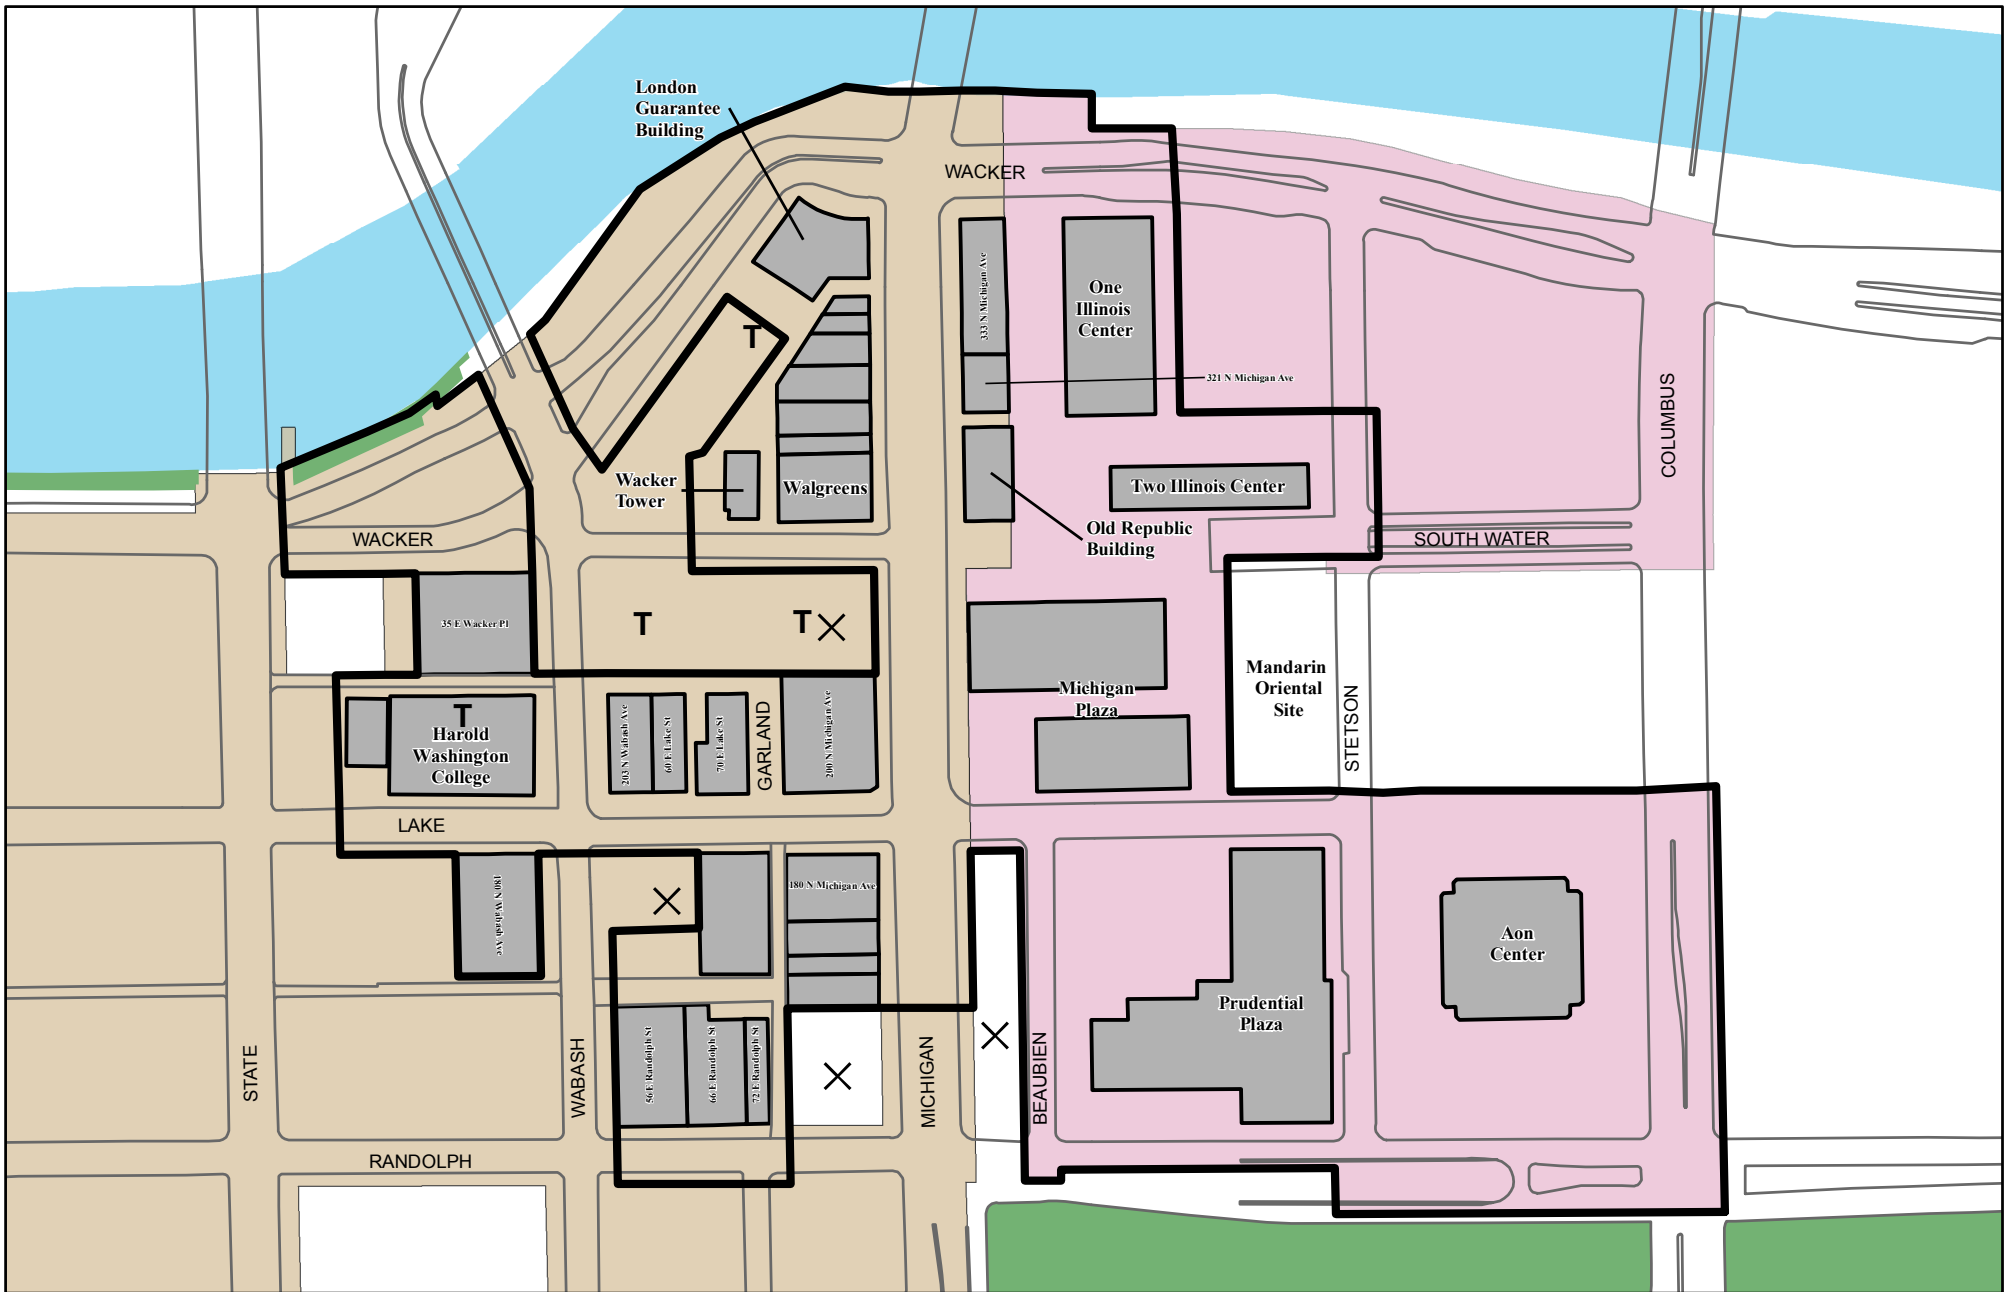 London
Guarantee
Building
WACKER
333 N Michigan Ave
One
Illinois
Center
T
321 N Michigan Ave
COLUMBUS
Wacker
Tower
Walgreens
Two Illinois Center
Old Republic
Building
WACKER
SOUTH WATER
35 E Wacker Pl
T
T
Mandarin
Oriental
Site
Michigan
Plaza
STETSON
T
Harold
Washington
College
203 N Wabash Ave
60 E Lake St
70 E Lake St
GARLAND
200 N Michigan Ave
LAKE
180 N Wabash Ave
180 N Michigan Ave
Aon
Center
Prudential
Plaza
STATE
WABASH
56 E Randolph St
66 E Randolph St
72 E Randolph St
MICHIGAN
BEAUBIEN
RANDOLPH